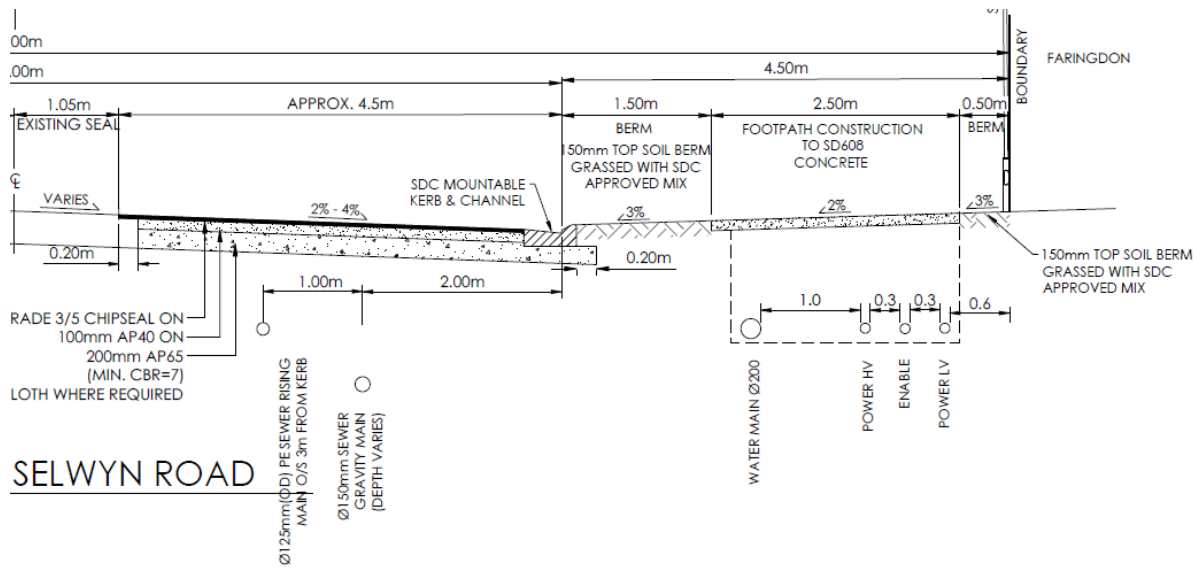 00m
.00m
4.50m
BOUNDARY
FARINGDON
1.05m
APPROX. 4.5m
1.50m
2.50m
0.50m
EXISTING SEAL
BERM
FOOTPATH CONSTRUCTION
TO SD608
CONCRETE
BERM
150mm TOP SOIL BERM
GRASSED WITH SDC
APPROVED MIX
SDC MOUNTABLE
KERB & CHANNEL
VARIES
2% - 4%
3%
2%
3%
0.20m
0.20m
150mm TOP SOIL BERM
GRASSED WITH SDC
APPROVED MIX
1.00m
2.00m
1.0
0.3
0.3
0.6
RADE 3/5 CHIPSEAL ON
100mm AP40 ON
200mm AP65
(MIN. CBR=7)
LOTH WHERE REQUIRED
Ø125mm(OD) PE SEWER RISING
MAIN O/S 3m FROM KERB
Ø150mm SEWER
GRAVITY MAIN
(DEPTH VARIES)
WATER MAIN Ø200
POWER HV
ENABLE
POWER LV
SELWYN ROAD